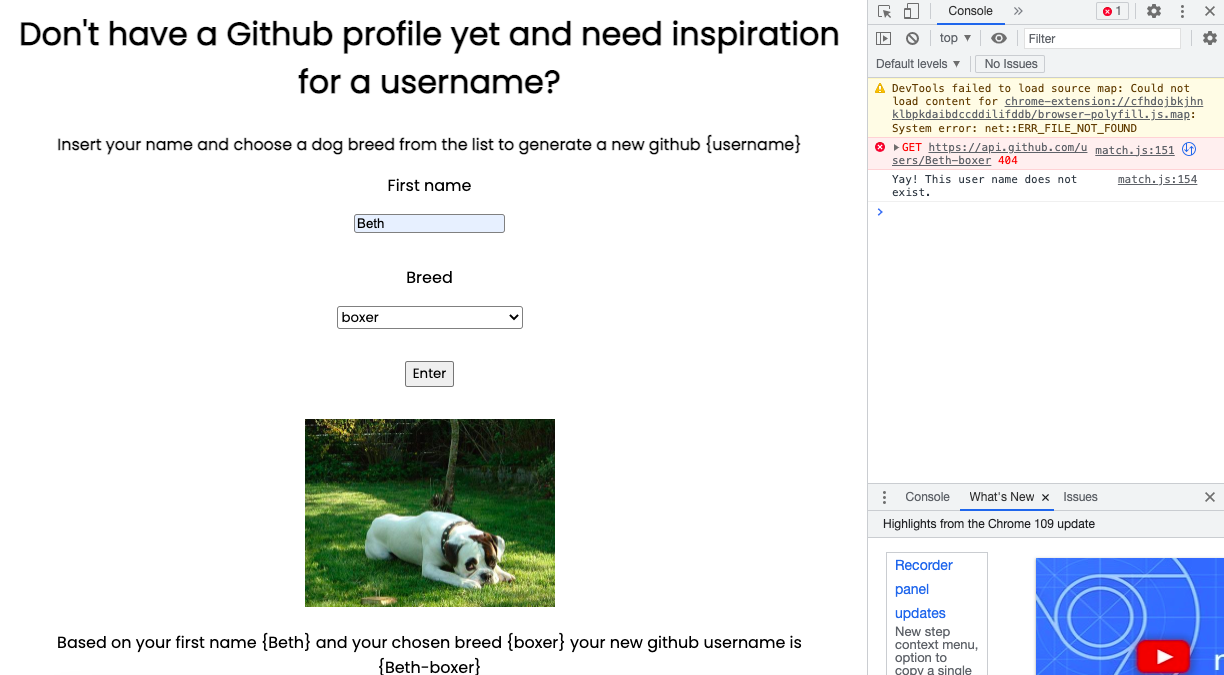 Don't have a Github profile yet and need inspiration
for a username?
Insert your name and choose a dog breed from the list to generate a new github {username}
First name
Beth
Breed
boxer
Enter
Based on your first name {Beth} and your chosen breed {boxer} your new github username is
{Beth-boxer}
Console
1
top
Filter
Default levels
No Issues
DevTools failed to load source map: Could not
load content for chrome-extension://cfhdojbkjhn
klbpkdaibdccddilifddb/browser-polyfill.js.map:
System error: net::ERR_FILE_NOT_FOUND
GET https://api.github.com/u match.js:151
sers/Beth-boxer 404
Yay! This user name does not match.js:154
exist.
Console What's New Issues
Highlights from the Chrome 109 update
Recorder
panel
updates
New step
context menu,
option to
copy a single